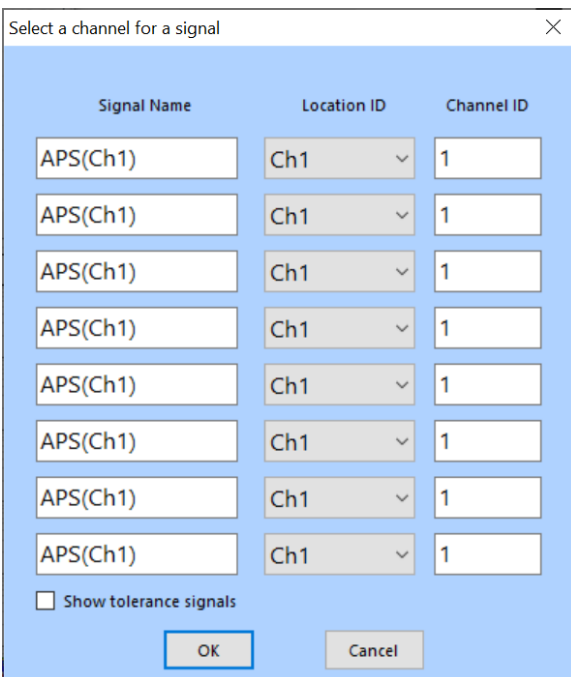 Select a channel for a signal
Signal Name Location ID Channel ID
APS(Ch1) Ch1 1
APS(Ch1) Ch1 1
APS(Ch1) Ch1 1
APS(Ch1) Ch1 1
APS(Ch1) Ch1 1
APS(Ch1) Ch1 1
APS(Ch1) Ch1 1
APS(Ch1) Ch1 1
Show tolerance signals
OK Cancel